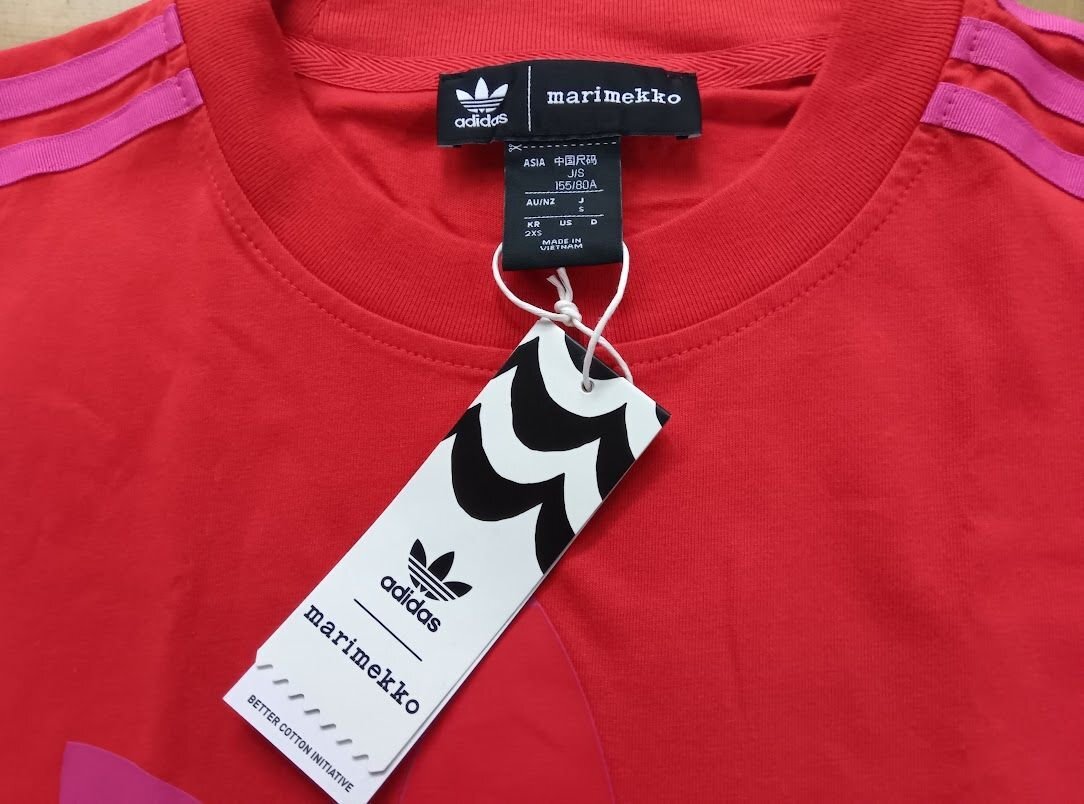 adidas
marimekko
ASIA 中国尺码
J/S
155/80A
AU/NZ J
S
KR US D
2XS
MADE IN
VIETNAM
adidas
marimekko
BETTER COTTON INITIATIVE